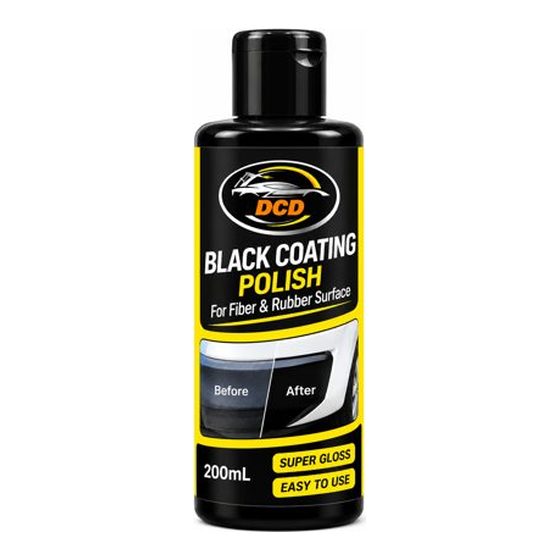 DCD
BLACK COATING
POLISH
For Fiber & Rubber Surface
Before
After
200mL
SUPER GLOSS
EASY TO USE